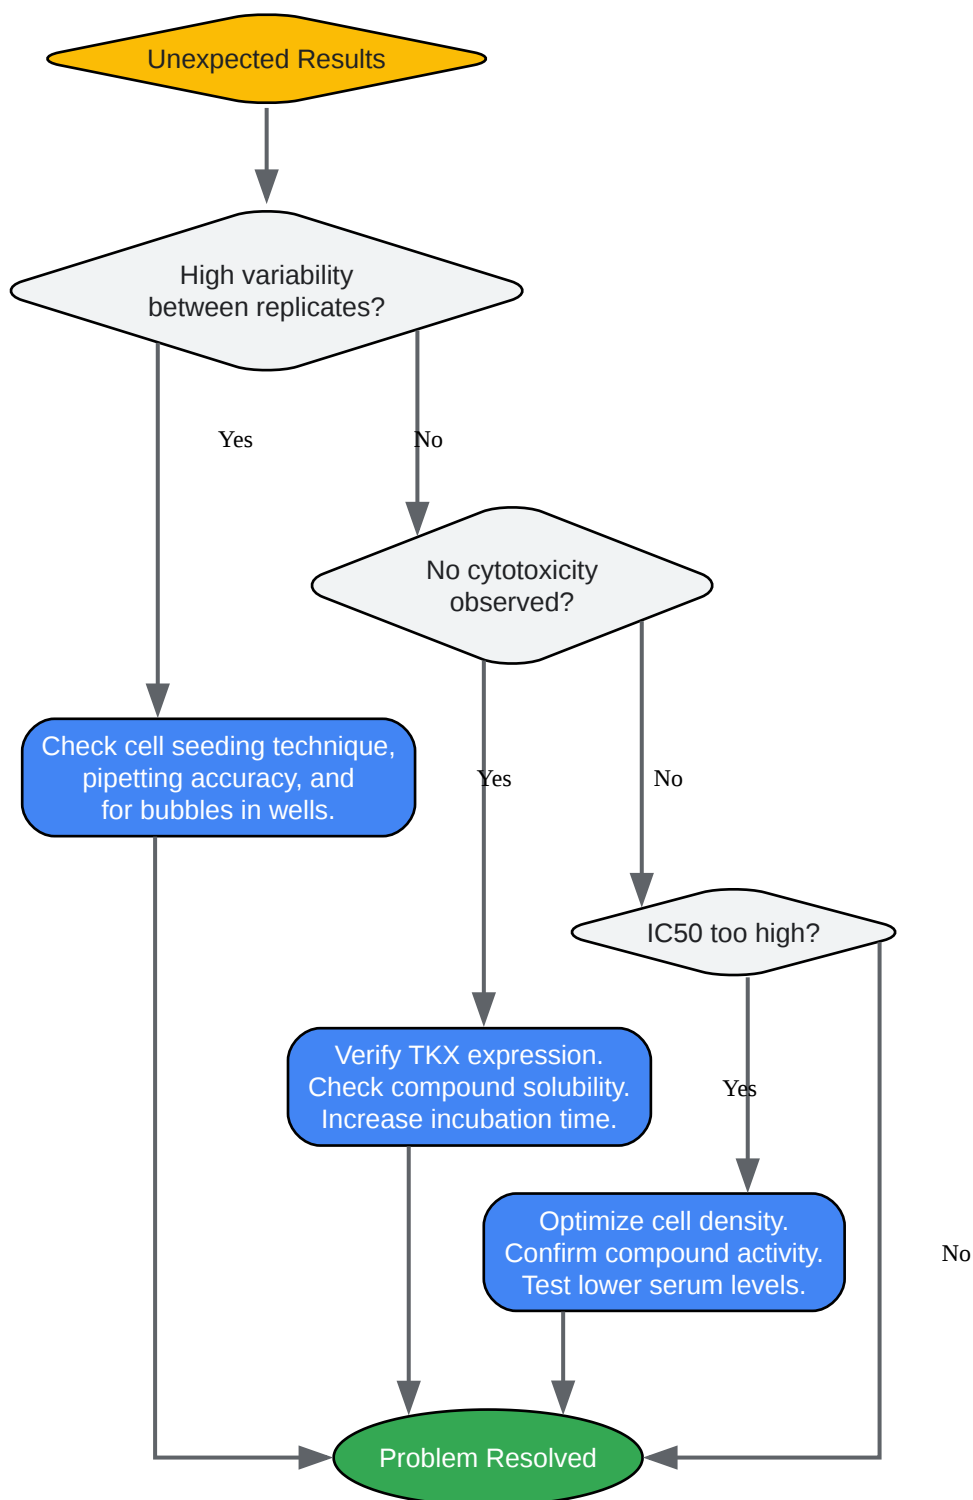 Unexpected Results
High variability
between replicates?
Yes
No
No cytotoxicity
observed?
Check cell seeding technique,
pipetting accuracy, and
for bubbles in wells.
Yes
No
IC50 too high?
Verify TKX expression.
Check compound solubility.
Increase incubation time.
Yes
Optimize cell density.
Confirm compound activity.
Test lower serum levels.
No
Problem Resolved